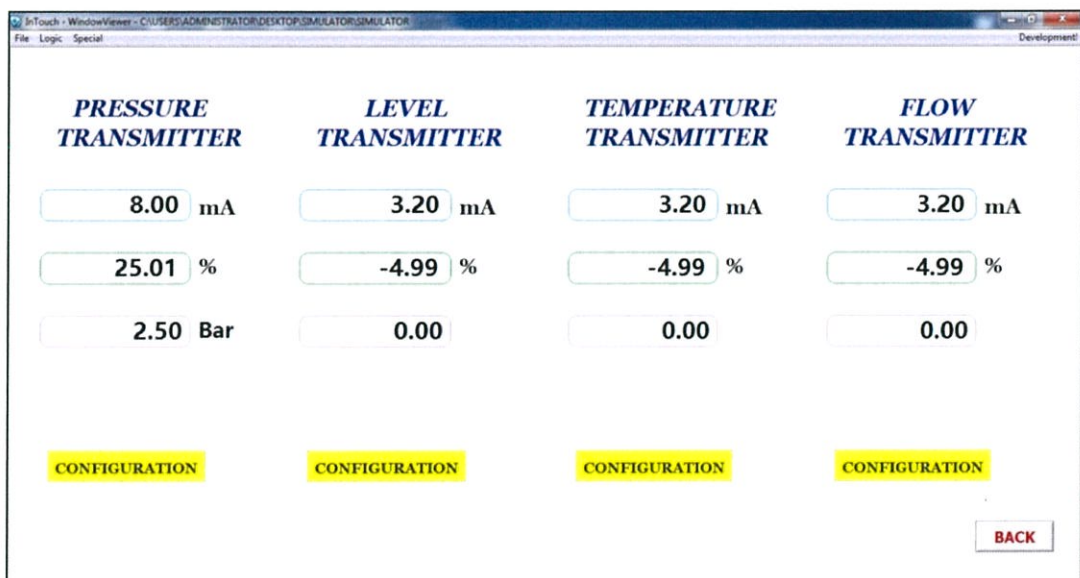 InTouch - WindowViewer - C:\USERS\ADMINISTRATOR\DESKTOP\SIMULATOR\SIMULATOR
File Logic Special Development!
PRESSURE
TRANSMITTER
8.00 mA
25.01 %
2.50 Bar
CONFIGURATION
LEVEL
TRANSMITTER
3.20 mA
-4.99 %
0.00
CONFIGURATION
TEMPERATURE
TRANSMITTER
3.20 mA
-4.99 %
0.00
CONFIGURATION
FLOW
TRANSMITTER
3.20 mA
-4.99 %
0.00
CONFIGURATION
BACK